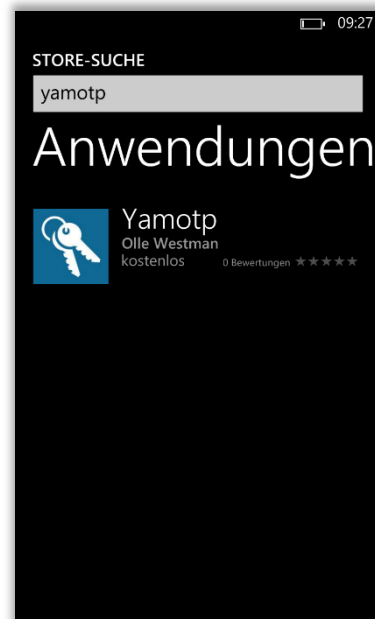 09:27
STORE-SUCHE
yamotp
Anwendungen
Yamotp
Olle Westman
kostenlos 0 Bewertungen